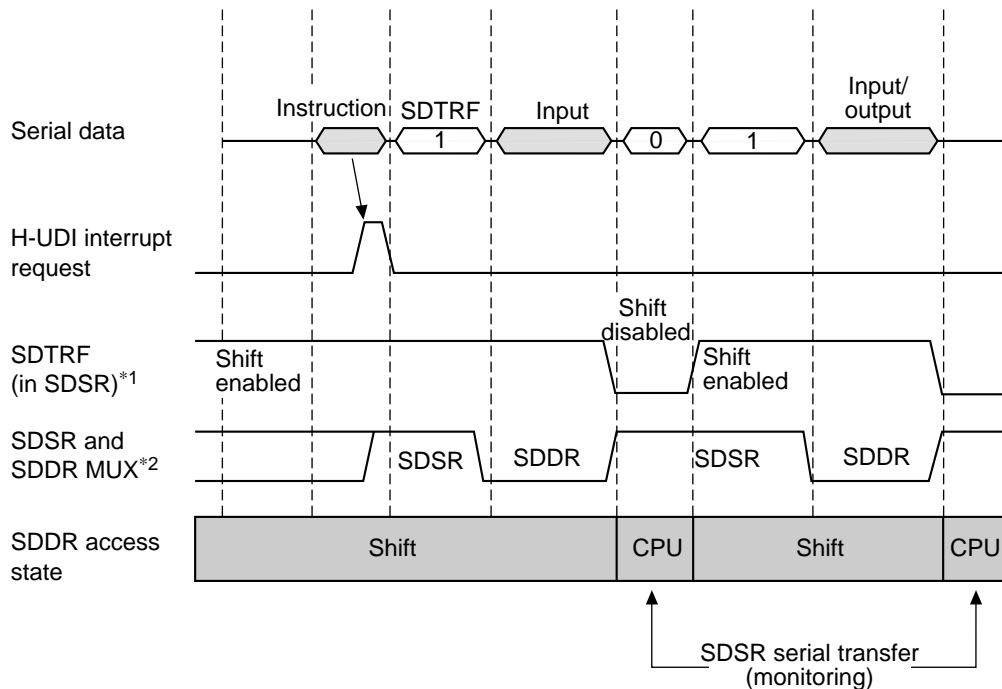 Serial data
Instruction
SDTRF
Input
Input/
output
1
0
1
H-UDI interrupt
request
SDTRF
(in SDSR)*1
Shift
enabled
Shift
disabled
Shift
enabled
SDSR and
SDDR MUX*2
SDSR
SDDR
SDSR
SDDR
SDDR access
state
Shift
CPU
Shift
CPU
SDSR serial transfer
(monitoring)